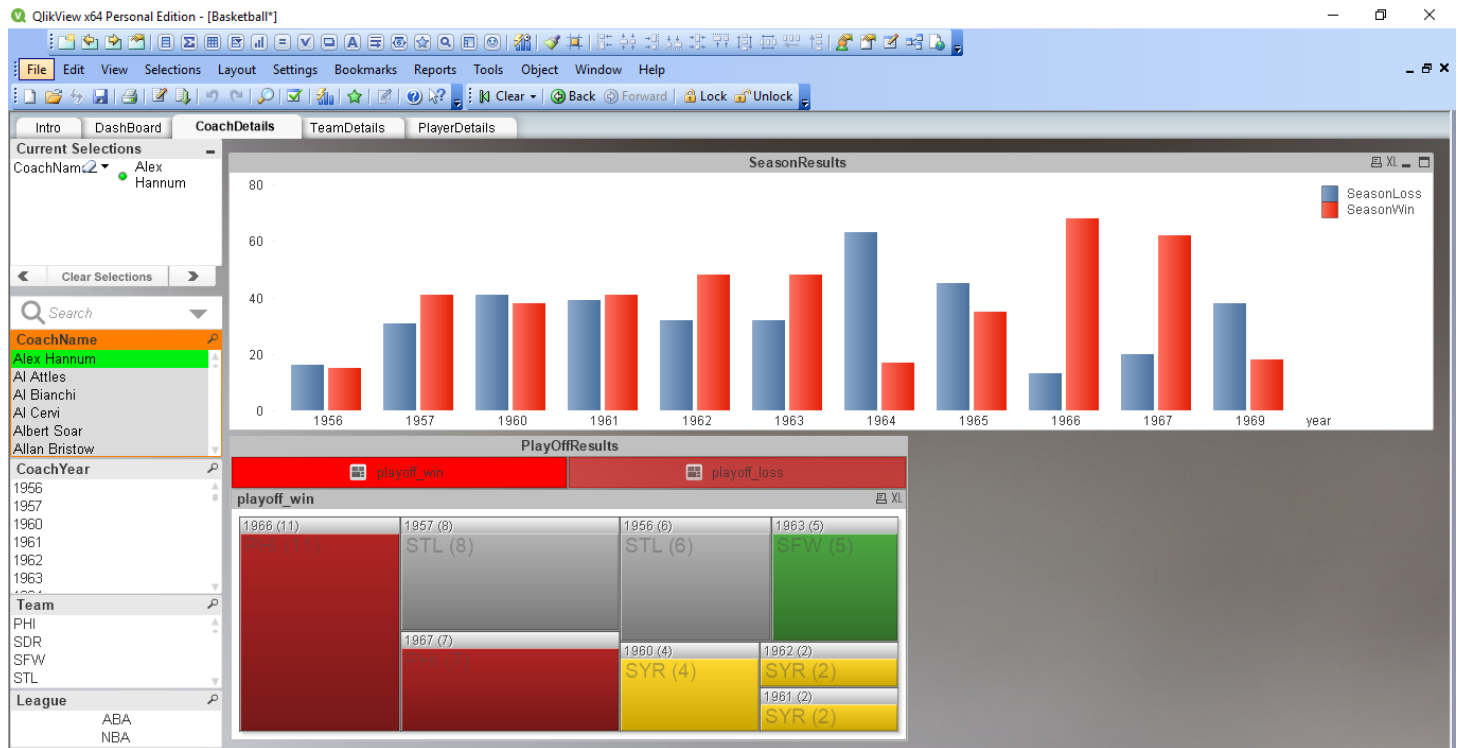 QlikView x64 Personal Edition - [Basketball*]
File Edit View Selections Layout Settings Bookmarks Reports Tools Object Window Help
Clear Back Forward Lock Unlock
Intro DashBoard CoachDetails TeamDetails PlayerDetails
Current Selections
CoachNam Alex
Hannum
Clear Selections
Search
CoachName
Alex Hannum
Al Attles
Al Bianchi
Al Cervi
Albert Soar
Allan Bristow
CoachYear
1956
1957
1960
1961
1962
1963
Team
PHI
SDR
SFW
STL
League
ABA
NBA
SeasonResults
XL
80
60
40
20
0
1956 1957 1960 1961 1962 1963 1964 1965 1966 1967 1969 year
SeasonLoss
SeasonWin
PlayOffResults
playoff_win playoff_loss
playoff_win XL
1966 (11) 1957 (8) 1956 (6) 1963 (5)
PHI (11) STL (8) STL (6) SFW (5)
1967 (7)
PHI (7)
1960 (4) 1962 (2)
SYR (4) SYR (2)
1961 (2)
SYR (2)